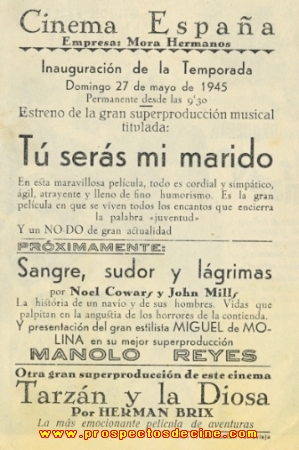 Cinema España
Empresa: Mora Hermanos
Inauguración de la Temporada
Domingo 27 de mayo de 1945
Permanente desde las 9'30
Estreno de la gran superproducción musical
titulada:
Tú serás mi marido
En esta maravillosa película, todo es cordial y simpático,
ágil, atrayente y lleno de fino humorismo. Es la gran
película en que se viven todos los encantos que encierra
la palabra «juventud»
Y un NO-DO de gran actualidad
PRÓXIMAMENTE:
Sangre, sudor y lágrimas
por Noel Cowars y John Mills
La história de un navío y de sus hombres. Vidas que
palpitan en la angustia de los horrores de la contienda.
Y presentación del gran estilista MIGUEL de MO-
LINA en su mejor superproducción
MANOLO REYES
Otra gran superproducción de este cinema
Tarzán y la Diosa
Por HERMAN BRIX
La más emocionante película de aventuras
www.prospectosdecine.com